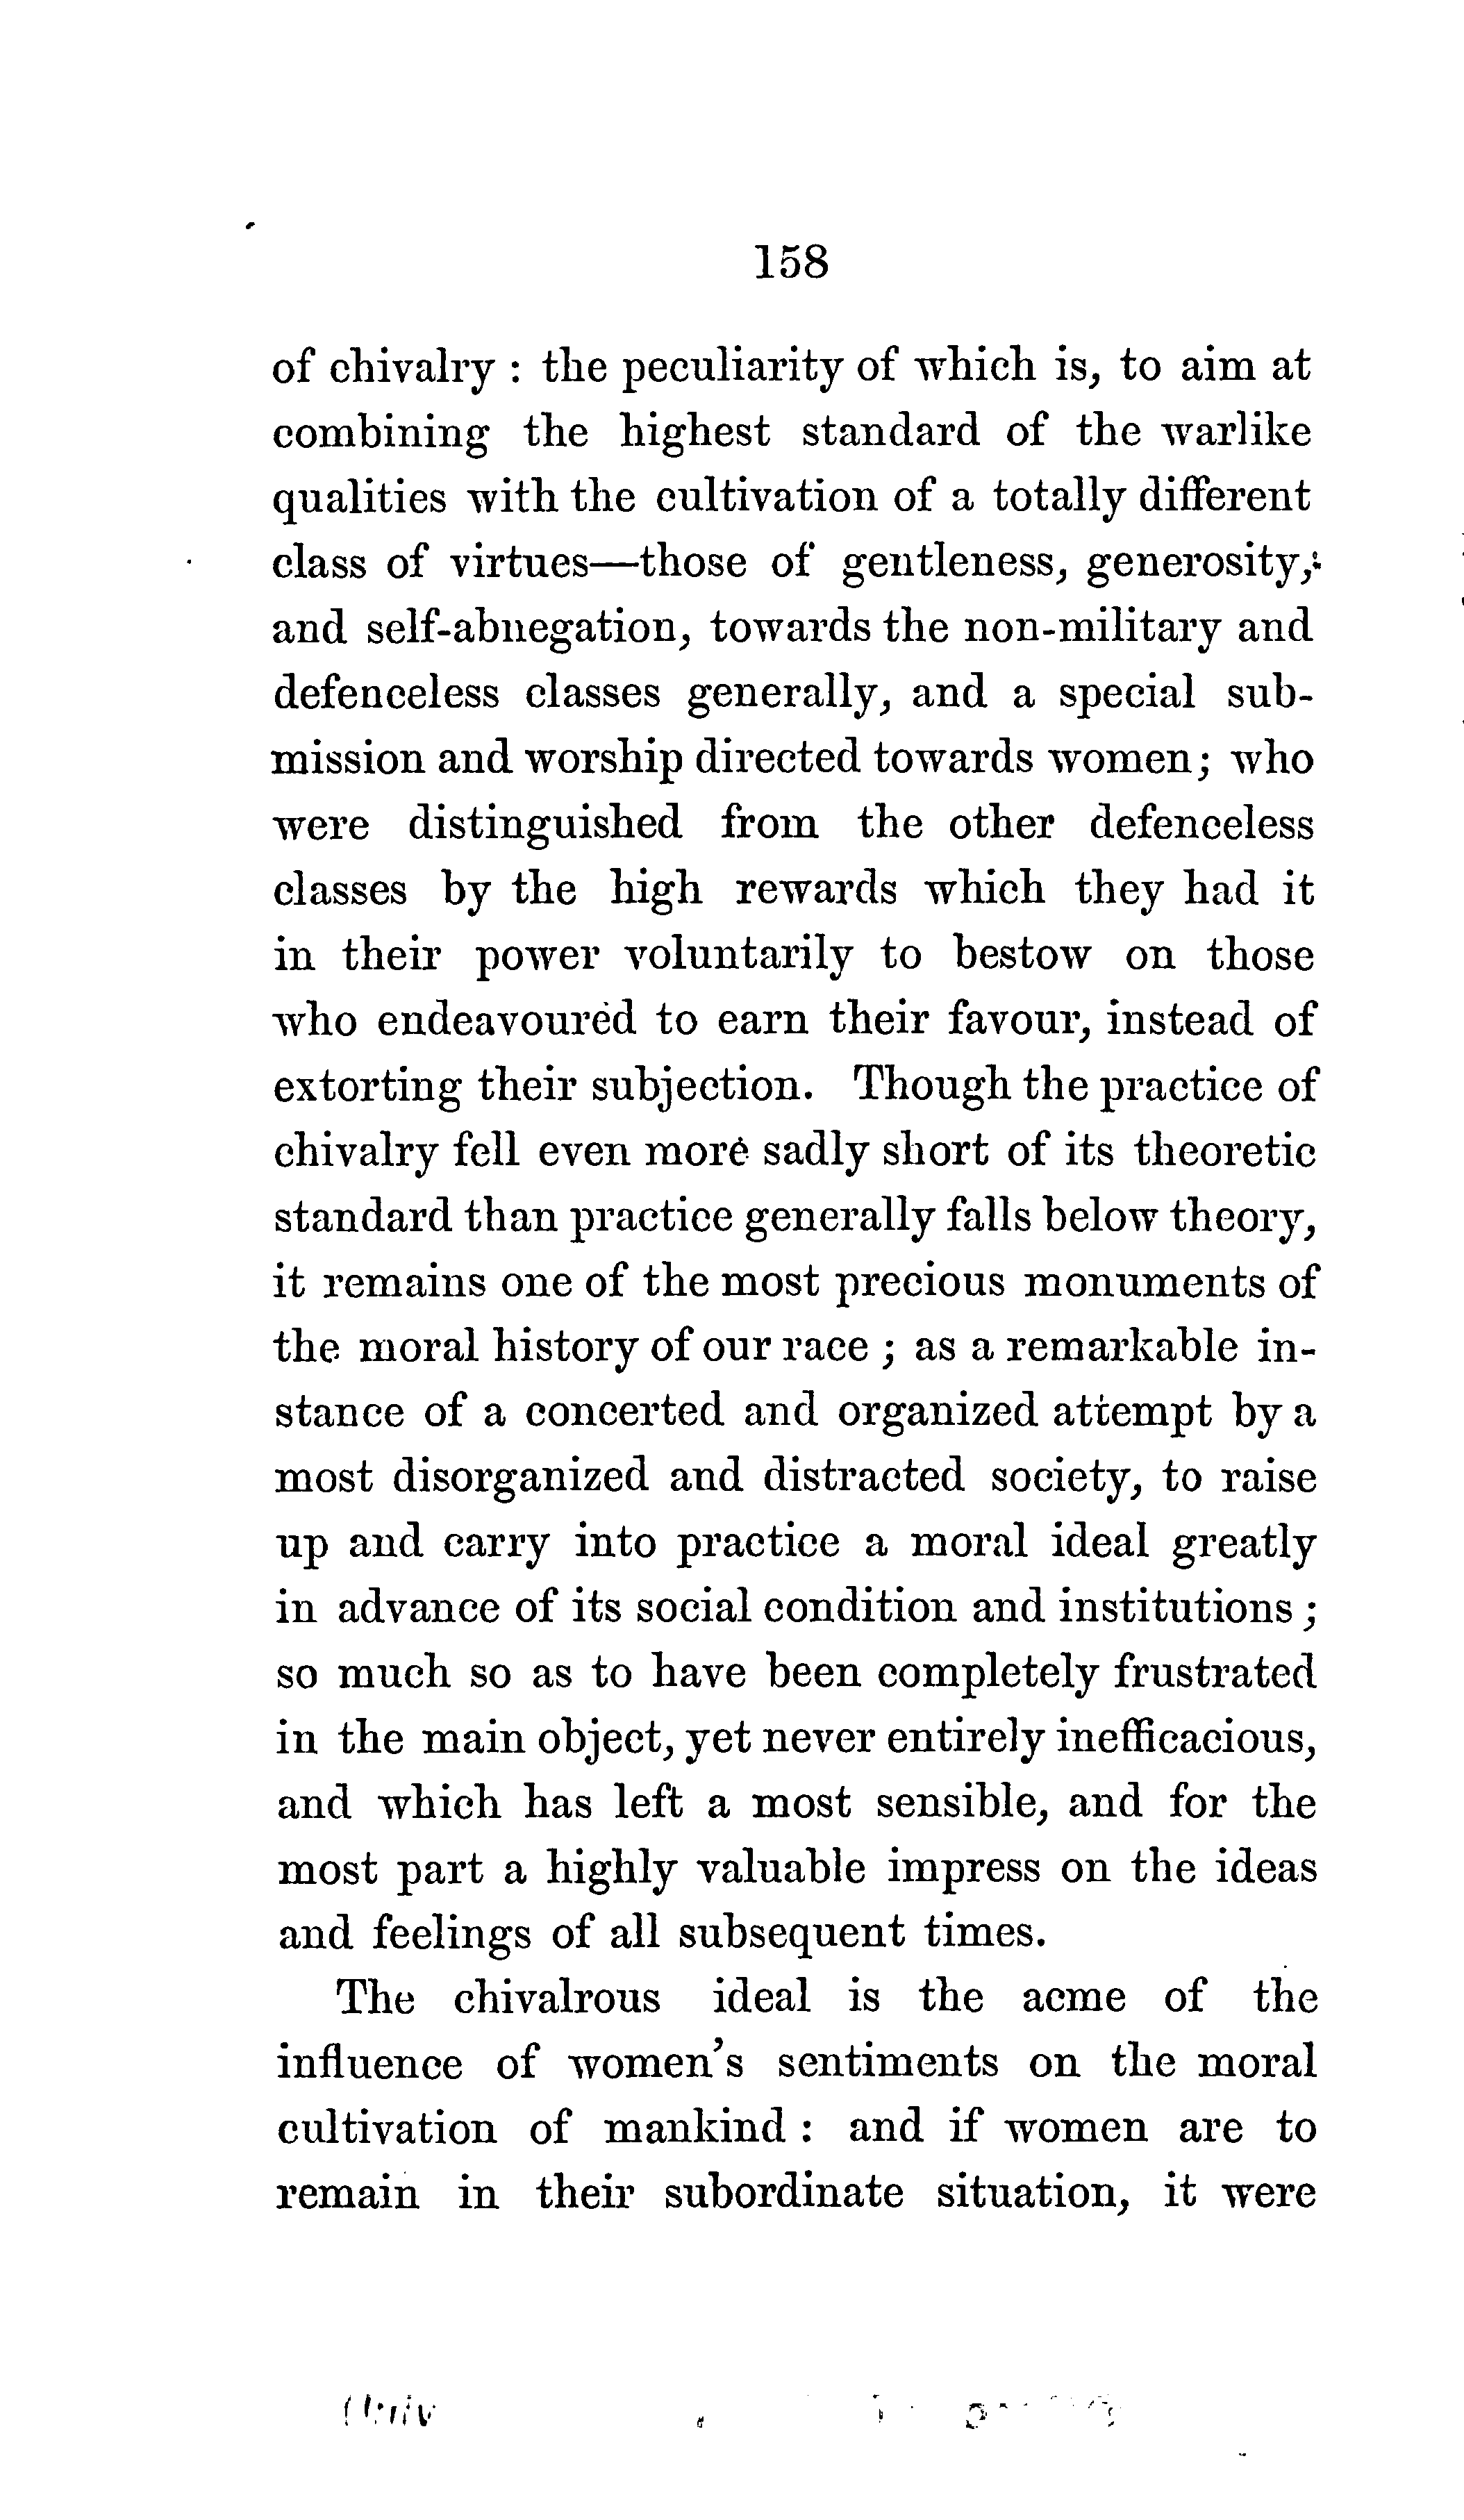 158
of chivalry : the peculiarity of which is, to aim at
combining the highest standard of the warlike
qualities with the cultivation of a totally different
class of virtues—those of gentleness, generosity,
and self-abnegation, towards the non-military and
defenceless classes generally, and a special sub-
mission and worship directed towards women; who
were distinguished from the other defenceless
classes by the high rewards which they had it
in their power voluntarily to bestow on those
who endeavoured to earn their favour, instead of
extorting their subjection. Though the practice of
chivalry fell even more sadly short of its theoretic
standard than practice generally falls below theory,
it remains one of the most precious monuments of
the moral history of our race ; as a remarkable in-
stance of a concerted and organized attempt by a
most disorganized and distracted society, to raise
up and carry into practice a moral ideal greatly
in advance of its social condition and institutions ;
so much so as to have been completely frustrated
in the main object, yet never entirely inefficacious,
and which has left a most sensible, and for the
most part a highly valuable impress on the ideas
and feelings of all subsequent times.
The chivalrous ideal is the acme of the
influence of women's sentiments on the moral
cultivation of mankind : and if women are to
remain in their subordinate situation, it were